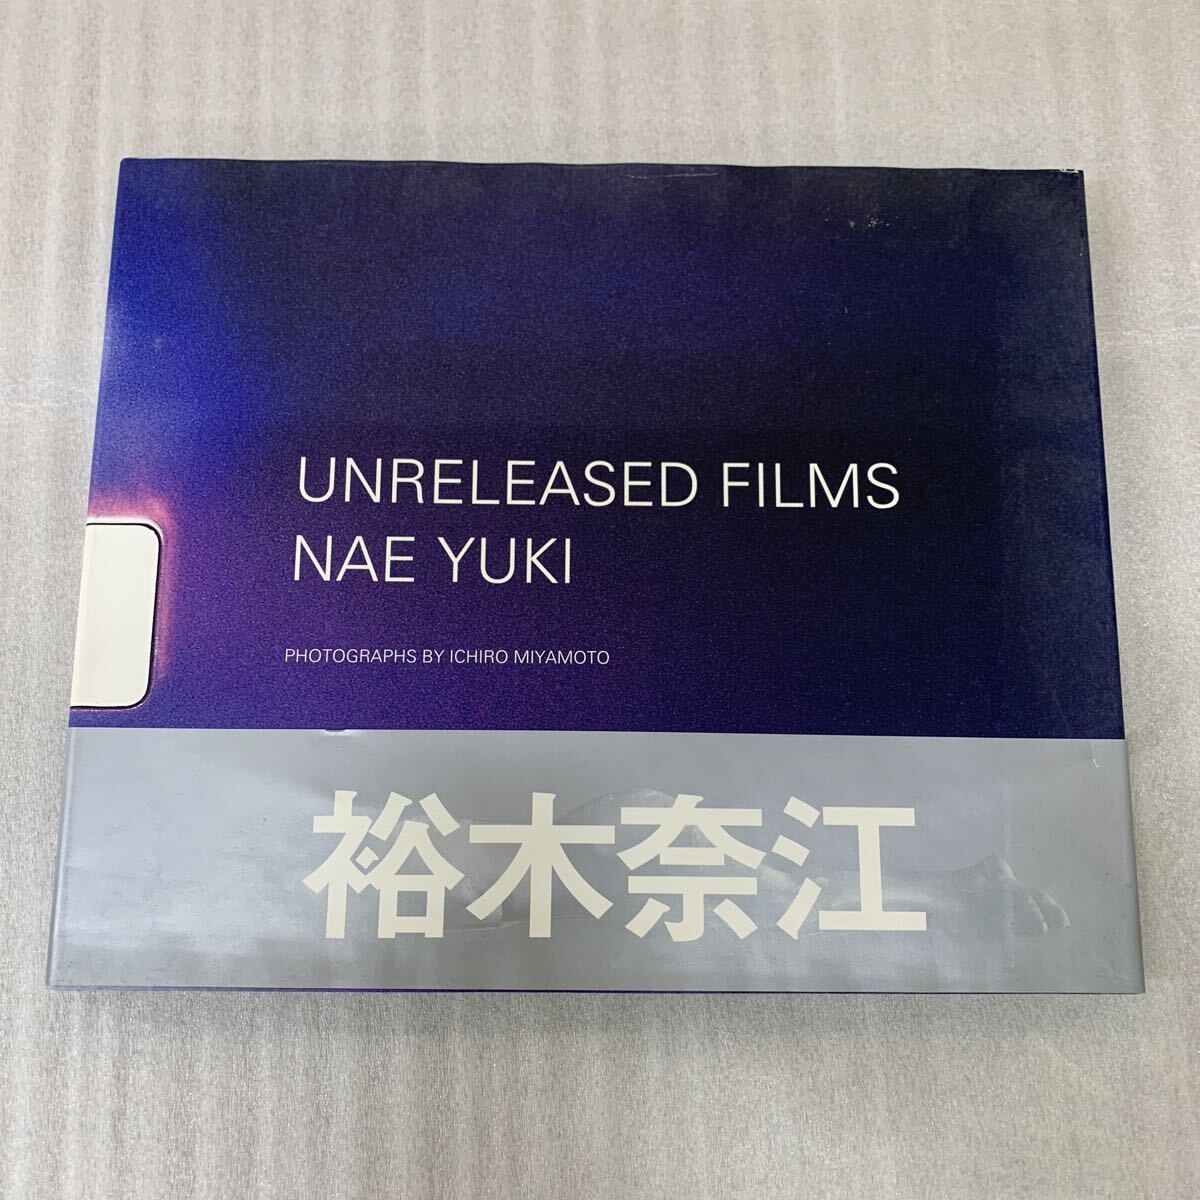 UNRELEASED FILMS
NAE YUKI
PHOTOGRAPHS BY ICHIRO MIYAMOTO
裕木奈江